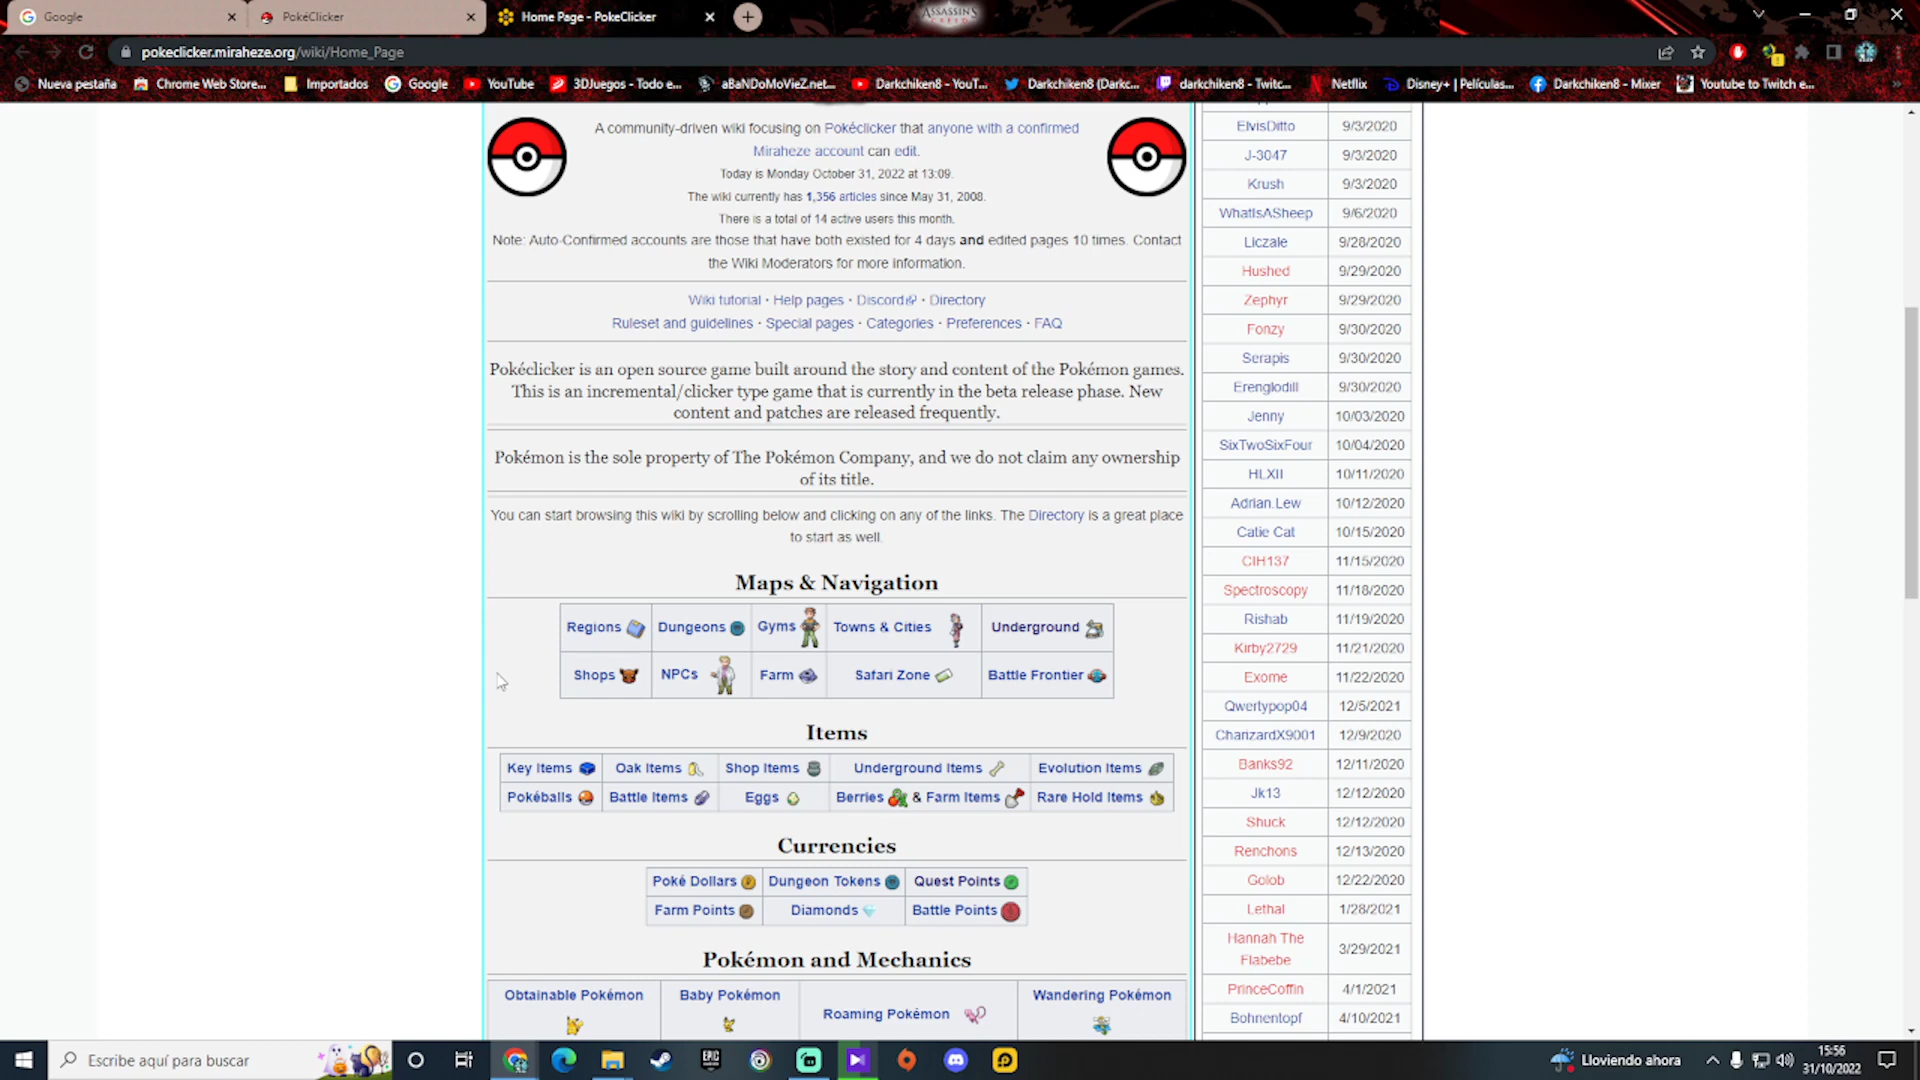 Google
PokéClicker
Home Page - PokeClicker
ASSASSIN'S
pokeclicker.miraheze.org/wiki/Home_Page
Nueva pestaña
Chrome Web Store...
Importados
Google
YouTube
3DJuegos - Todo e...
aBaNDoMoVieZ.net...
Darkchiken8 - YouT...
Darkchiken8 (Darkc...
darkchiken8 - Twitc...
Netflix
Disney+ | Películas...
Darkchiken8 - Mixer
Youtube to Twitch e...
A community-driven wiki focusing on Pokéclicker that anyone with a confirmed
Miraheze account can edit.
Today is Monday October 31, 2022 at 13:09.
The wiki currently has 1,356 articles since May 31, 2008.
There is a total of 14 active users this month.
Note: Auto-Confirmed accounts are those that have both existed for 4 days and edited pages 10 times. Contact
the Wiki Moderators for more information.
Wiki tutorial · Help pages · Discord · Directory
Ruleset and guidelines · Special pages · Categories · Preferences · FAQ
Pokéclicker is an open source game built around the story and content of the Pokémon games.
This is an incremental/clicker type game that is currently in the beta release phase. New
content and patches are released frequently.
Pokémon is the sole property of The Pokémon Company, and we do not claim any ownership
of its title.
You can start browsing this wiki by scrolling below and clicking on any of the links. The Directory is a great place
to start as well.
Maps & Navigation
Regions Dungeons Gyms Towns & Cities Underground
Shops NPCs Farm Safari Zone Battle Frontier
Items
Key Items Oak Items Shop Items Underground Items Evolution Items
Pokéballs Battle Items Eggs Berries & Farm Items Rare Hold Items
Currencies
Poké Dollars Dungeon Tokens Quest Points
Farm Points Diamonds Battle Points
Pokémon and Mechanics
Obtainable Pokémon Baby Pokémon Roaming Pokémon Wandering Pokémon
ElvisDitto 9/3/2020
J-3047 9/3/2020
Krush 9/3/2020
WhatIsASheep 9/6/2020
Liczale 9/28/2020
Hushed 9/29/2020
Zephyr 9/29/2020
Fonzy 9/30/2020
Serapis 9/30/2020
Erenglodill 9/30/2020
Jenny 10/03/2020
SixTwoSixFour 10/04/2020
HLXII 10/11/2020
Adrian.Lew 10/12/2020
Catie Cat 10/15/2020
CIH137 11/15/2020
Spectroscopy 11/18/2020
Rishab 11/19/2020
Kirby2729 11/21/2020
Exome 11/22/2020
Qwertypop04 12/5/2021
CharizardX9001 12/9/2020
Banks92 12/11/2020
Jk13 12/12/2020
Shuck 12/12/2020
Renchons 12/13/2020
Golob 12/22/2020
Lethal 1/28/2021
Hannah The
Flabebe 3/29/2021
PrinceCoffin 4/1/2021
Bohnentopf 4/10/2021
Escribe aquí para buscar
EPIC
Lloviendo ahora
15:56
31/10/2022